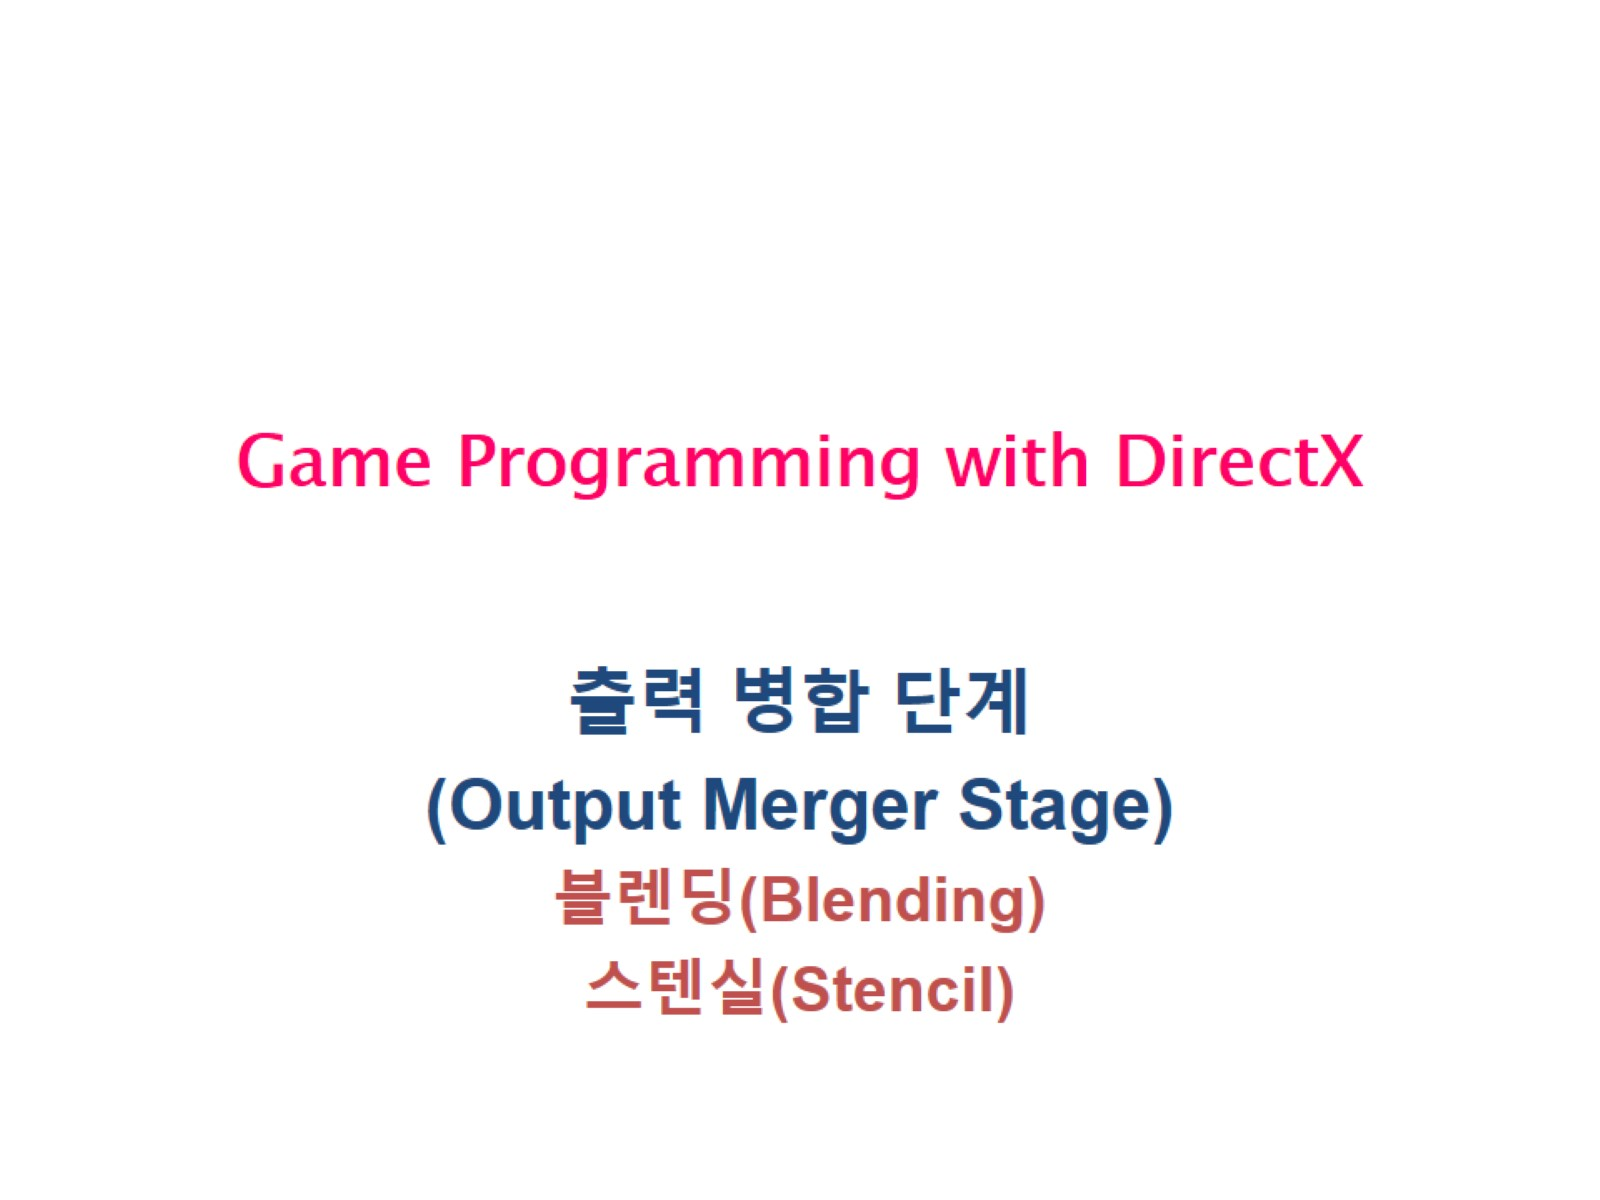 Game Programming with DirectX
출력 병합 단계
(Output Merger Stage)
블렌딩(Blending)
스텐실(Stencil)